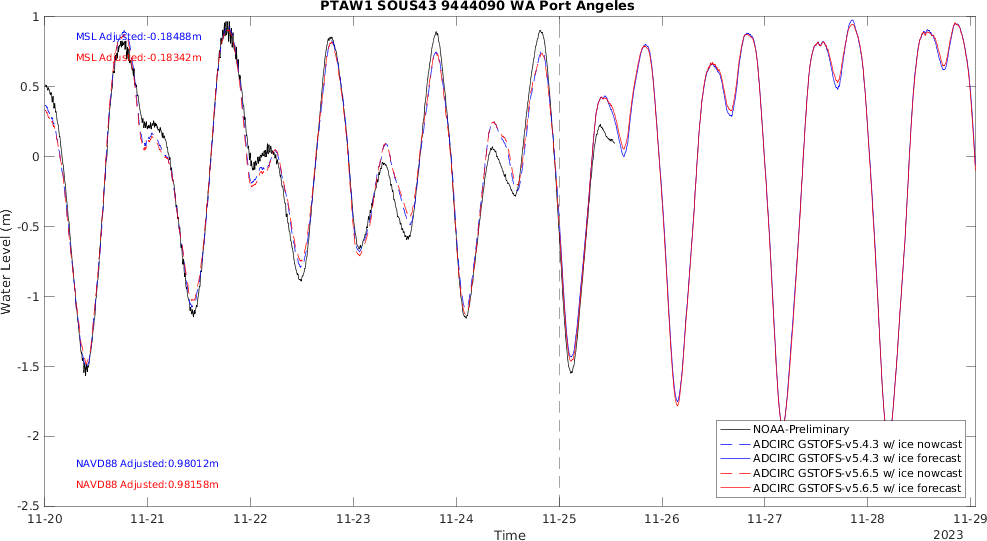 PTAW1 SOUS43 9444090 WA Port Angeles
MSL Adjusted:-0.18488m
MSL Adjusted:-0.18342m
NAVD88 Adjusted:0.98012m
NAVD88 Adjusted:0.98158m
Water Level (m)
1
0.5
0
-0.5
-1
-1.5
-2
-2.5
NOAA-Preliminary
ADCIRC GSTOFS-v5.4.3 w/ ice nowcast
ADCIRC GSTOFS-v5.4.3 w/ ice forecast
ADCIRC GSTOFS-v5.6.5 w/ ice nowcast
ADCIRC GSTOFS-v5.6.5 w/ ice forecast
11-20 11-21 11-22 11-23 11-24 11-25 11-26 11-27 11-28 11-29
Time
2023